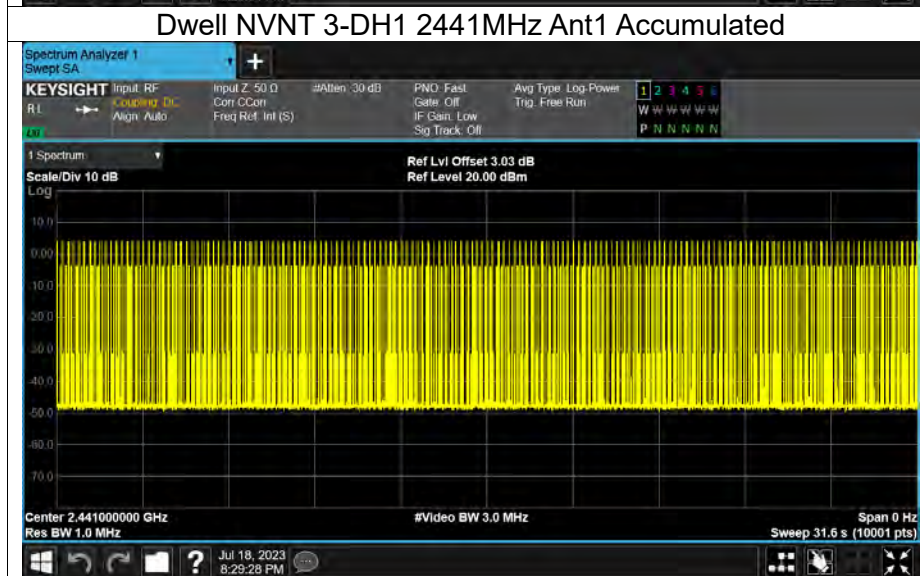 Dwell NVNT 3-DH1 2441MHz Ant1 Accumulated
Spectrum Analyzer 1
Swept SA
+
KEYSIGHT Input: RF Input Z: 50 Ω #Atten: 30 dB PNO: Fast Avg Type: Log-Power 1 2 3 4 5 6
RL Coupling: DC Corr CCorr Gate: Off Trig: Free Run W W W W W W
Align: Auto Freq Ref: Int (S) IF Gain: Low
LXI Sig Track: Off P N N N N N
1 Spectrum
Scale/Div 10 dB
Ref Lvl Offset 3.03 dB
Ref Level 20.00 dBm
Log
10.0
0.00
-10.0
-20.0
-30.0
-40.0
-50.0
-60.0
-70.0
Center 2.441000000 GHz #Video BW 3.0 MHz Span 0 Hz
Res BW 1.0 MHz Sweep 31.6 s (10001 pts)
? Jul 18, 2023
8:29:28 PM